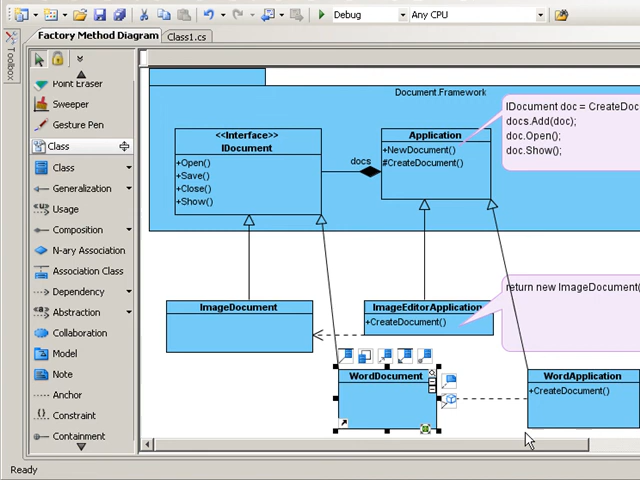 Debug
Any CPU
Factory Method Diagram
Class1.cs
Toolbox
Point Eraser
Sweeper
Gesture Pen
Class
Class
Generalization
Usage
Composition
N-ary Association
Association Class
Dependency
Abstraction
Collaboration
Model
Note
Anchor
Constraint
Containment
Document.Framework
<<Interface>>
IDocument
+Open()
+Save()
+Close()
+Show()
docs
Application
+NewDocument()
#CreateDocument()
IDocument doc = CreateDoc
docs.Add(doc);
doc.Open();
doc.Show();
ImageDocument
ImageEditorApplication
+CreateDocument()
return new ImageDocument(
WordDocument
WordApplication
+CreateDocument()
Ready